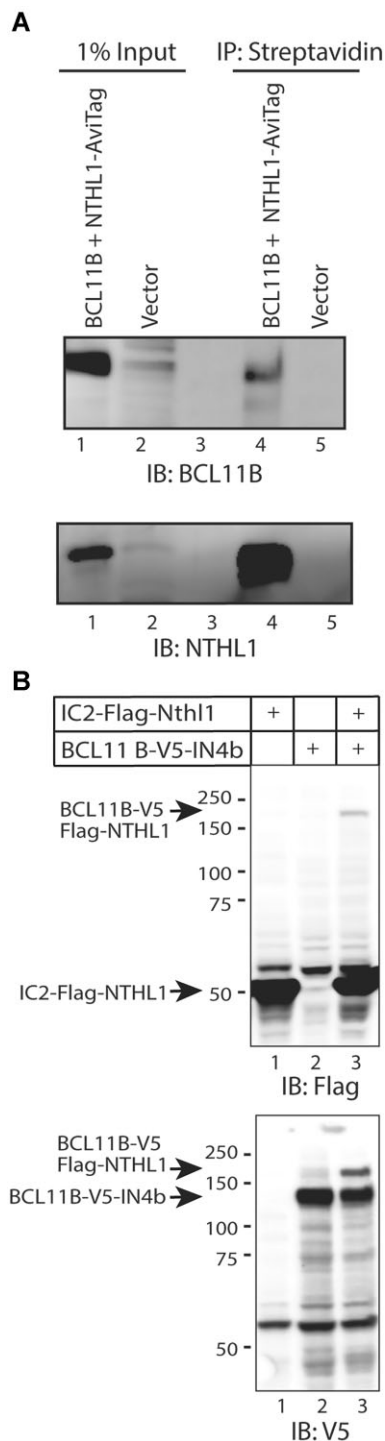 A
1% Input IP: Streptavidin
BCL11B + NTHL1-AviTag
Vector
BCL11B + NTHL1-AviTag
Vector
1 2 3 4 5
IB: BCL11B
1 2 3 4 5
IB: NTHL1
B
IC2-Flag-Nthl1 + +
BCL11 B-V5-IN4b + +
BCL11B-V5
Flag-NTHL1
250
150
100
75
IC2-Flag-NTHL1 50
1 2 3
IB: Flag
BCL11B-V5
Flag-NTHL1
BCL11B-V5-IN4b
250
150
100
75
50
1 2 3
IB: V5